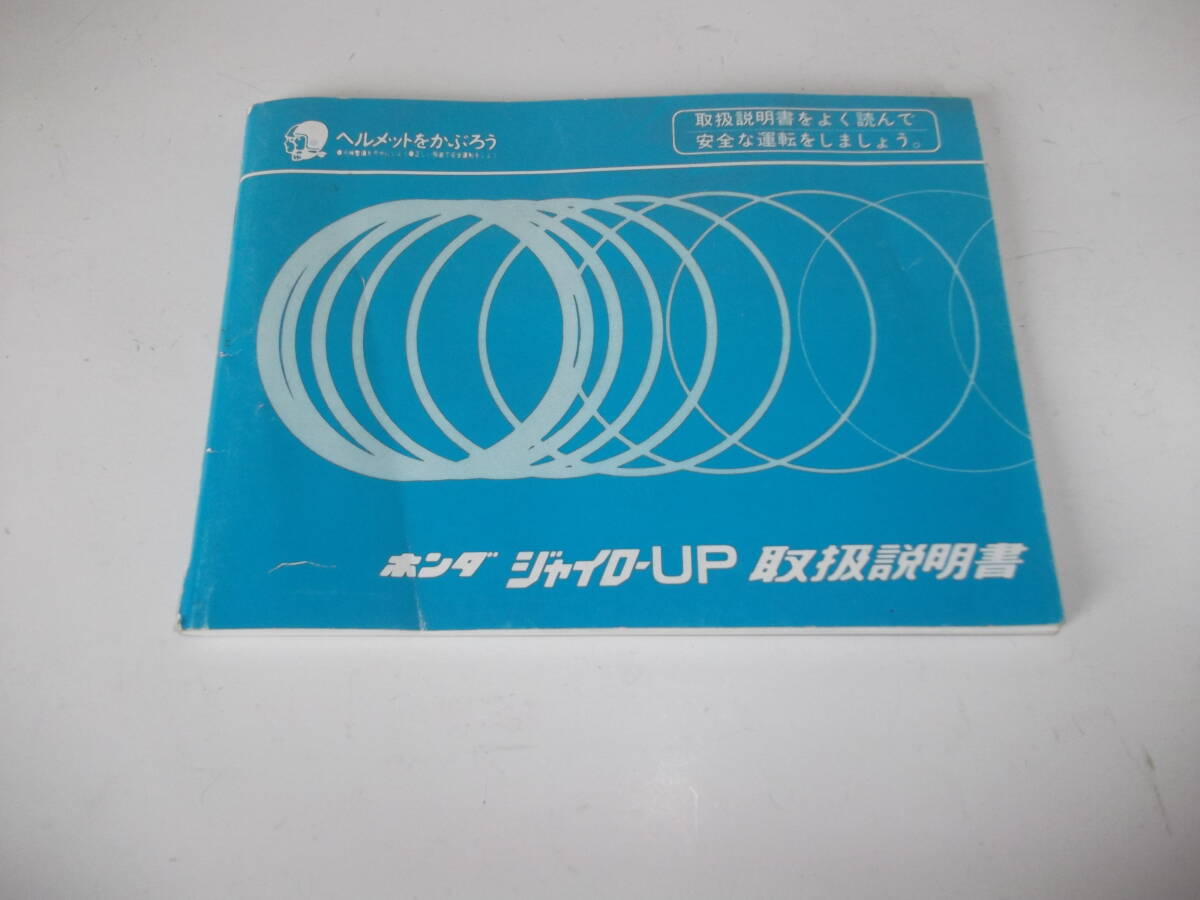 ヘルメットをかぶろう
取扱説明書をよく読んで
安全な運転をしましょう。
ホンダ ジャイロ-UP 取扱説明書